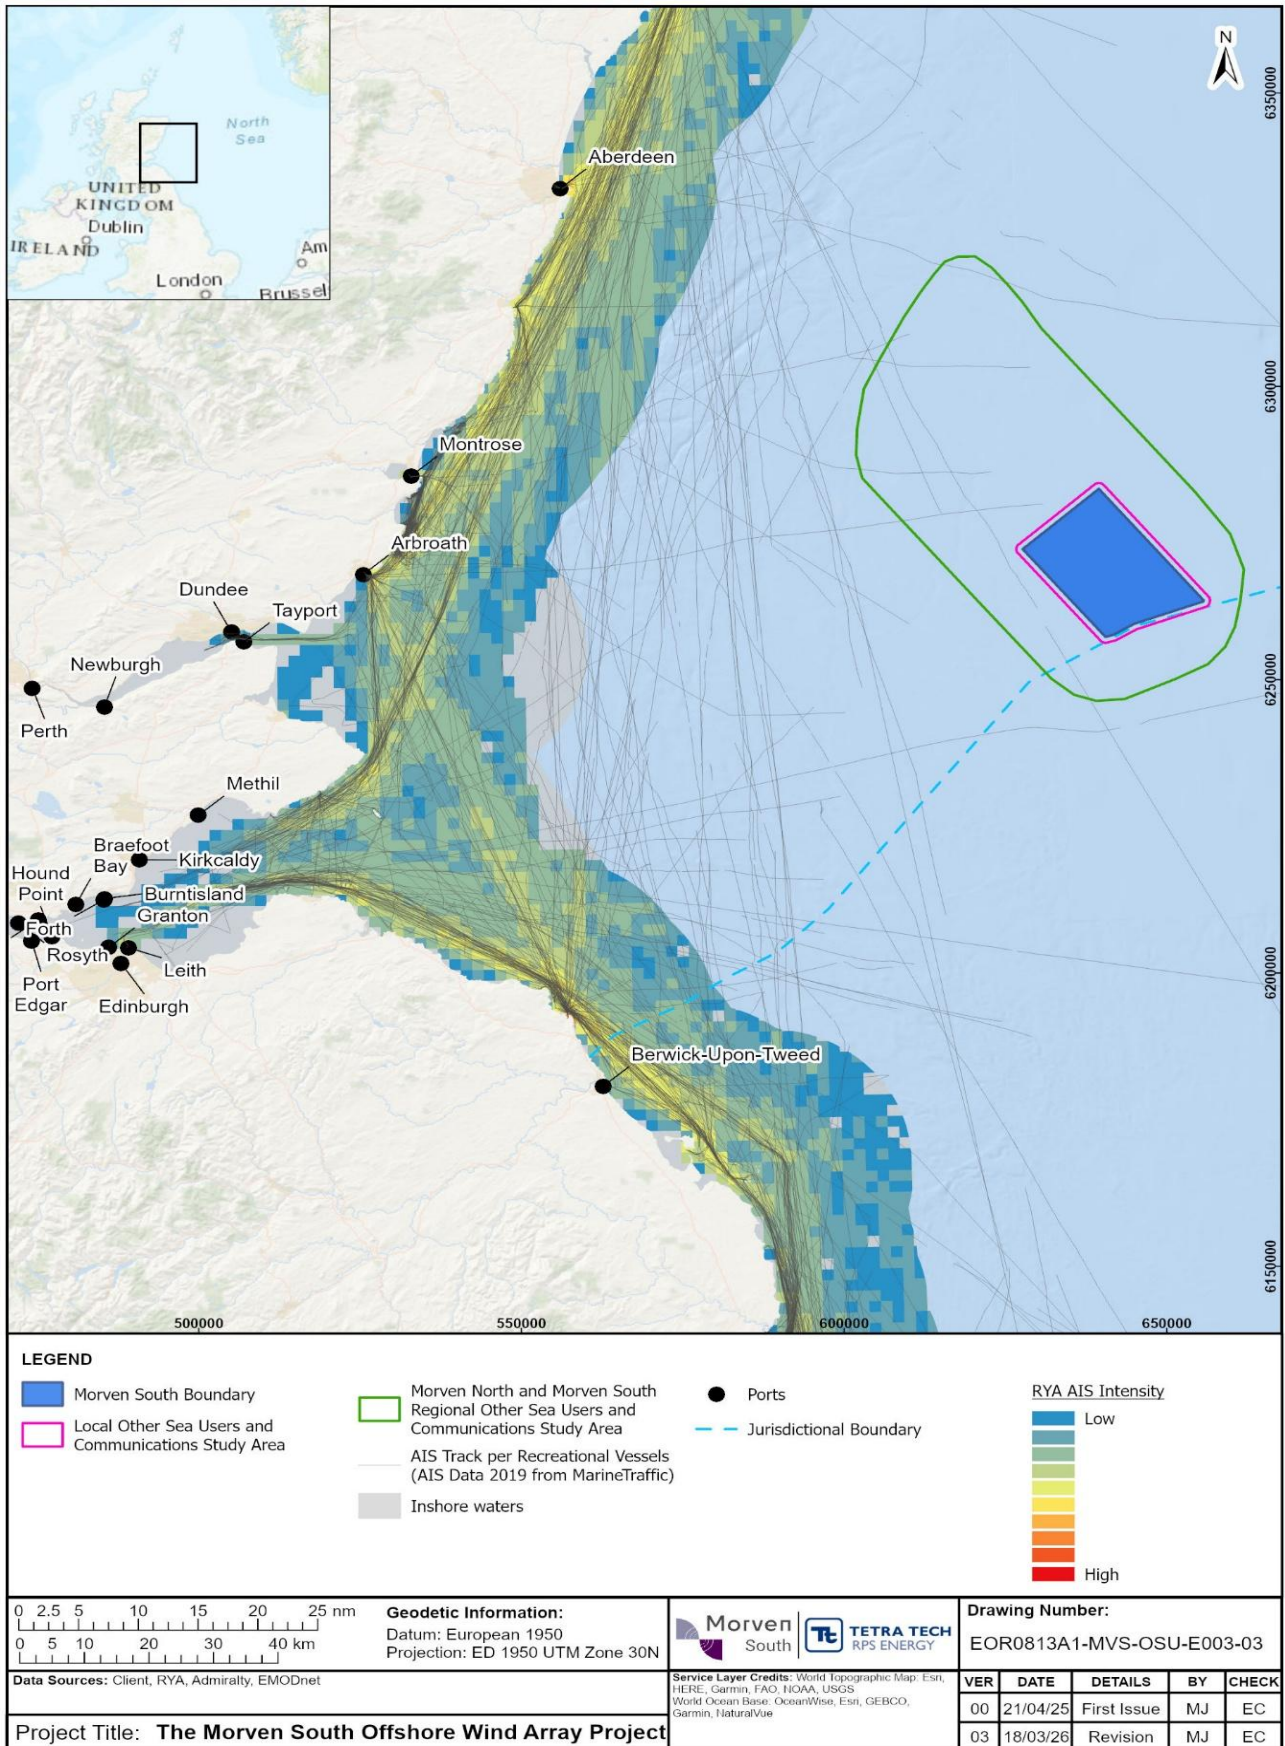 North
Sea
UNITED
KINGDOM
Dublin
IRELAND
Am
London
Brussel
N
Aberdeen
Montrose
Arbroath
Dundee
Tayport
Newburgh
Perth
Methil
Braefoot
Bay
Kirkcaldy
Hound
Point
Burntisland
Granton
Forth
Rosyth
Leith
Port
Edgar
Edinburgh
Berwick-Upon-Tweed
6350000
6300000
6250000
6200000
6150000
500000
550000
600000
650000
LEGEND
Morven South Boundary
Local Other Sea Users and
Communications Study Area
Morven North and Morven South
Regional Other Sea Users and
Communications Study Area
AIS Track per Recreational Vessels
(AIS Data 2019 from MarineTraffic)
Inshore waters
Ports
Jurisdictional Boundary
RYA AIS Intensity
Low
High
0 2.5 5 10 15 20 25 nm
0 5 10 20 30 40 km
Geodetic Information:
Datum: European 1950
Projection: ED 1950 UTM Zone 30N
Data Sources: Client, RYA, Admiralty, EMODnet
Project Title: The Morven South Offshore Wind Array Project
Morven
South
Tt TETRA TECH
RPS ENERGY
Service Layer Credits: World Topographic Map: Esri,
HERE, Garmin, FAO, NOAA, USGS
World Ocean Base: OceanWise, Esri, GEBCO,
Garmin, NaturalVue
Drawing Number:
EOR0813A1-MVS-OSU-E003-03
VER DATE DETAILS BY CHECK
00 21/04/25 First Issue MJ EC
03 18/03/26 Revision MJ EC